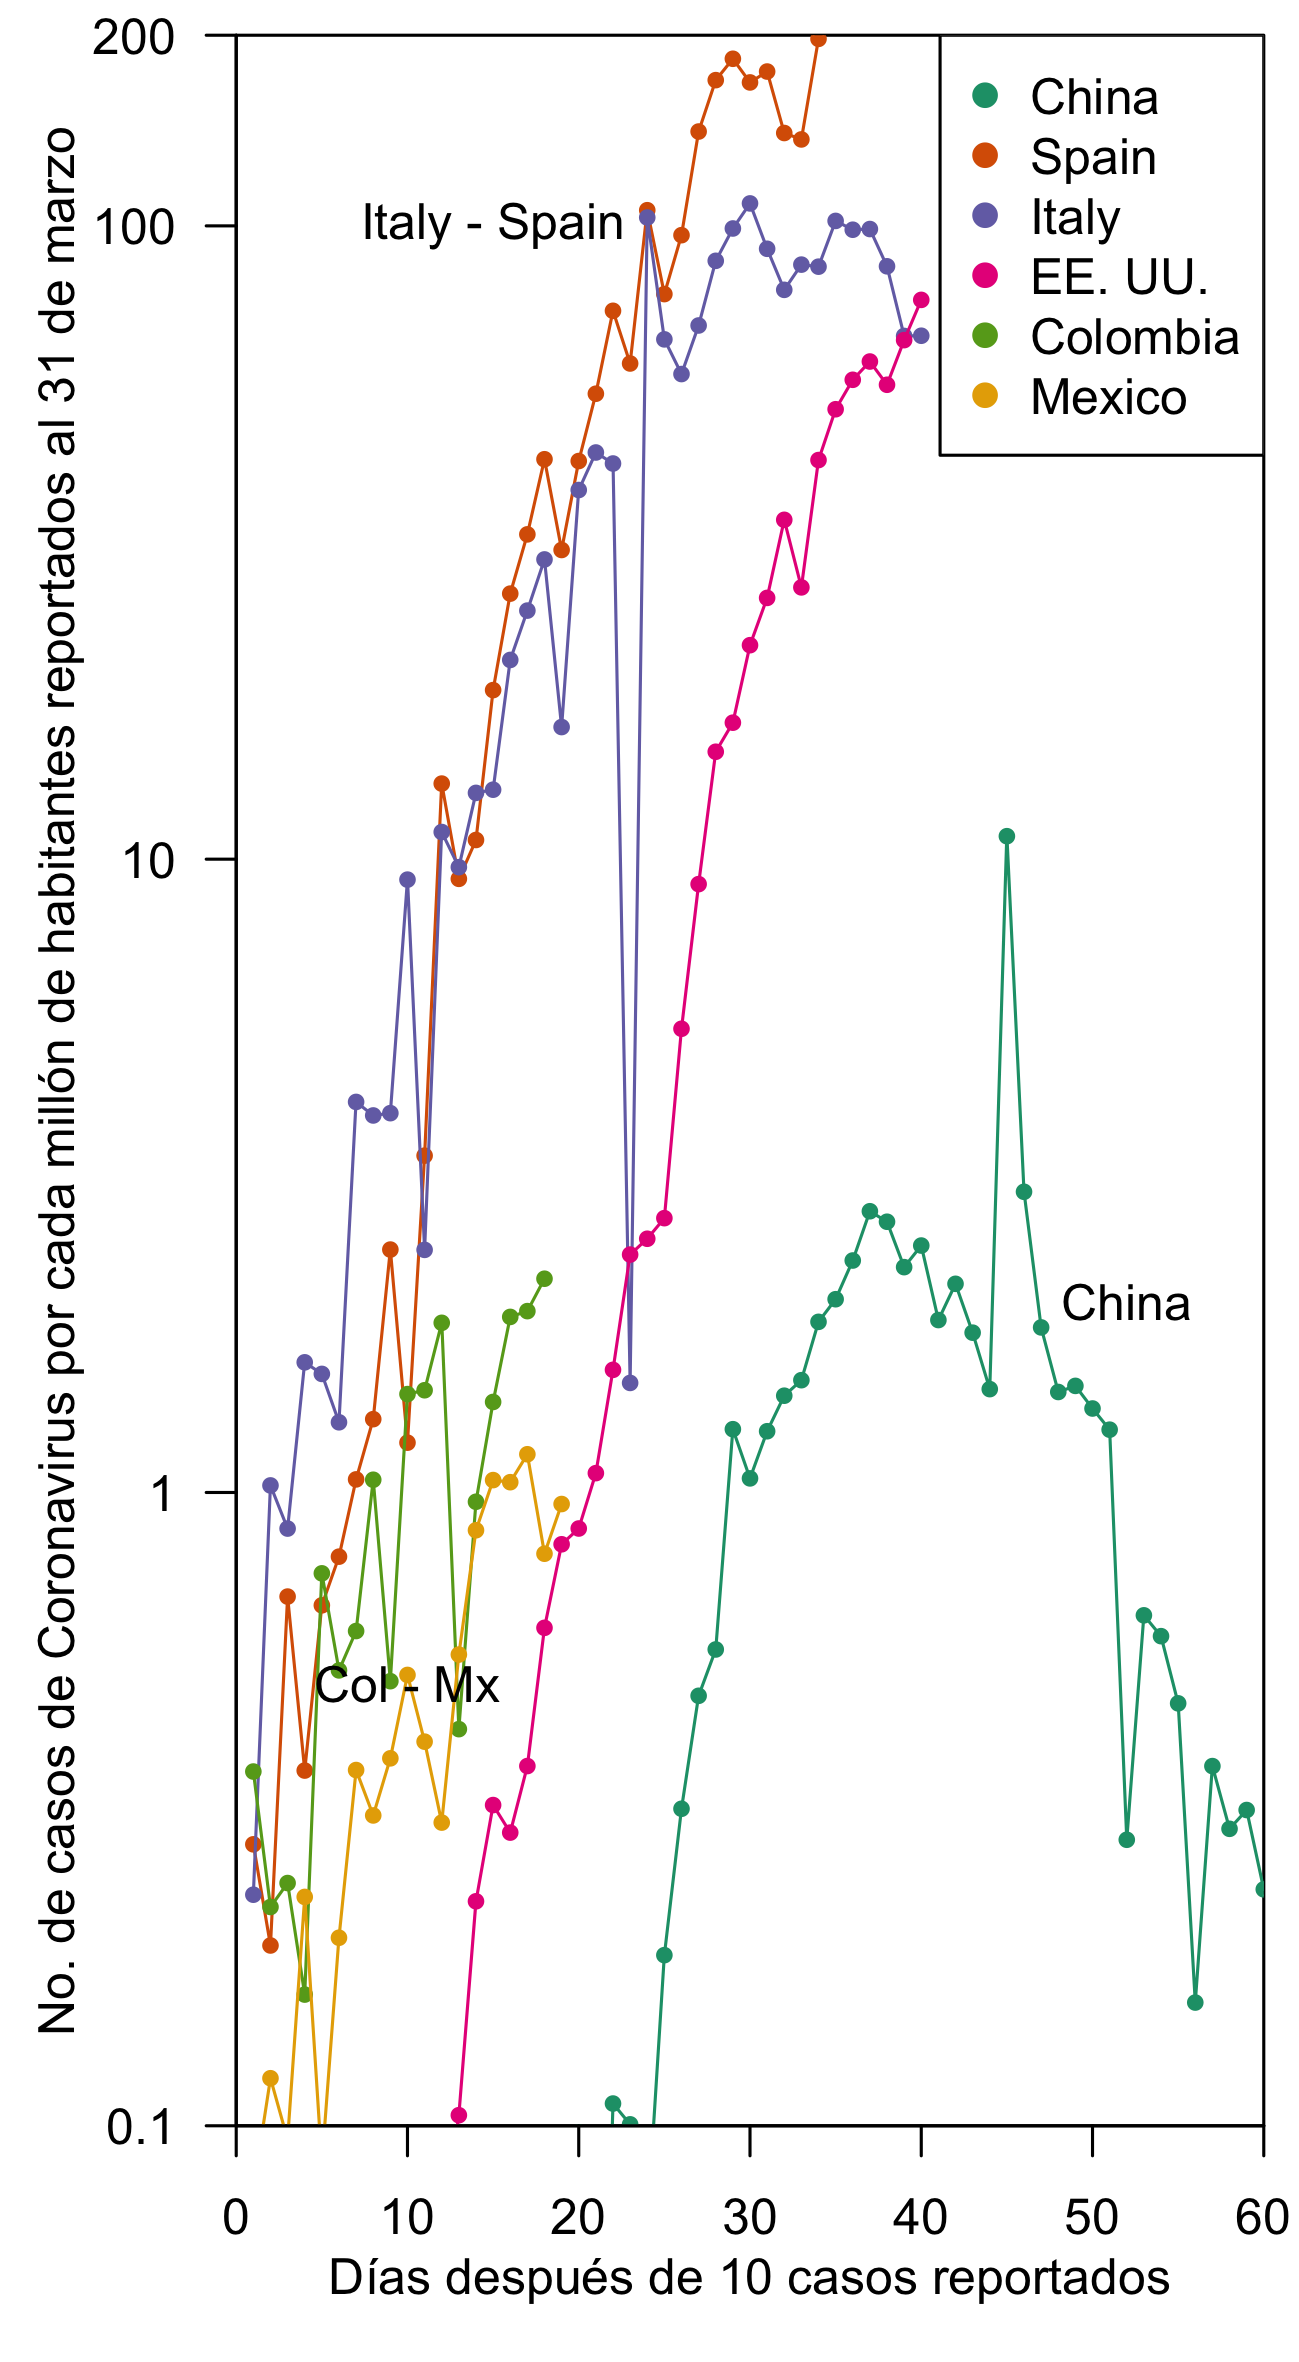 No. de casos de Coronavirus por cada millón de habitantes reportados al 31 de marzo
200
100
10
1
0.1
China
Spain
Italy
EE. UU.
Colombia
Mexico
Italy - Spain
China
Col - Mx
0 10 20 30 40 50 60
Días después de 10 casos reportados